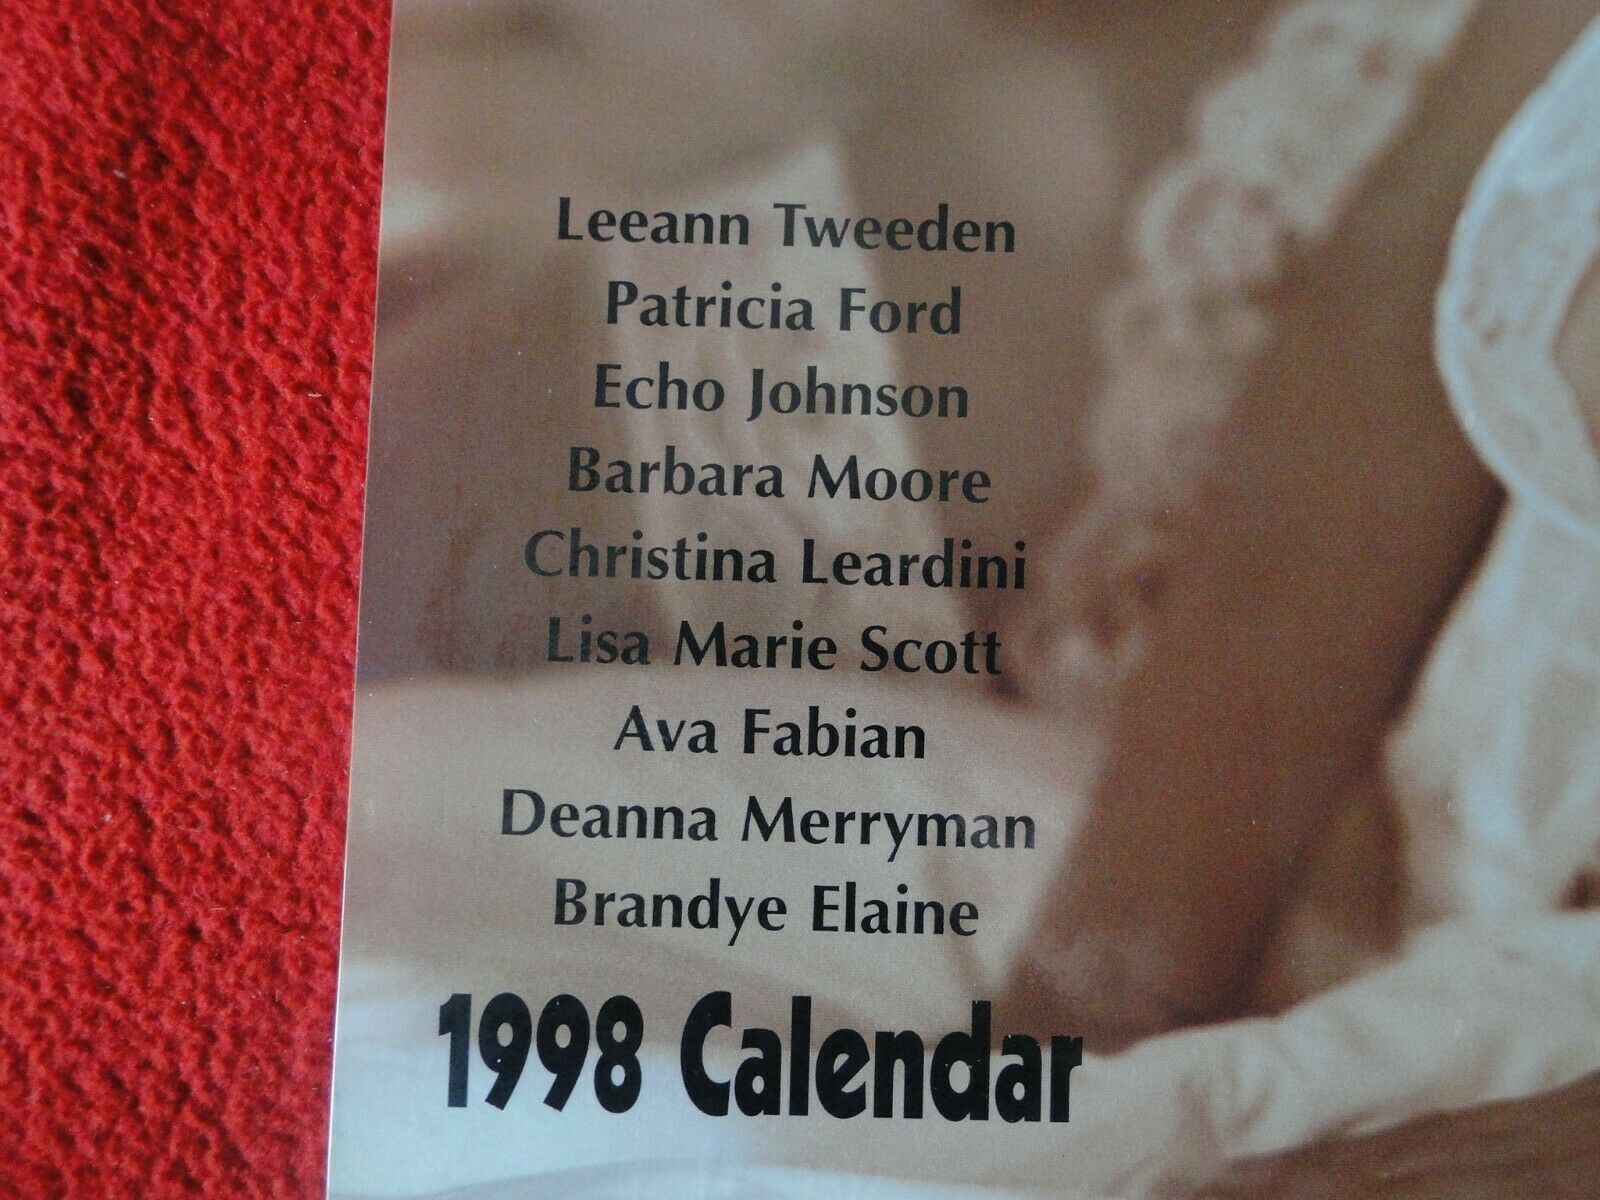 Leeann Tweeden
Patricia Ford
Echo Johnson
Barbara Moore
Christina Leardini
Lisa Marie Scott
Ava Fabian
Deanna Merryman
Brandye Elaine
1998 Calendar